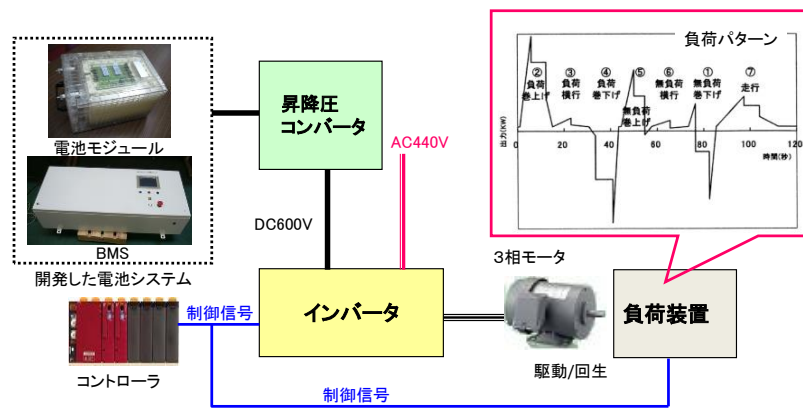 負荷パターン
②
負荷
巻上げ
③
負荷
横行
④
負荷
巻下げ
⑤
無負荷
巻上げ
⑥
無負荷
横行
①
無負荷
巻下げ
⑦
走行
出力(KW)
0
20
40
60
80
100
120
時間(秒)
電池モジュール
BMS
開発した電池システム
昇降圧
コンバータ
AC440V
DC600V
インバータ
3相モータ
駆動/回生
負荷装置
制御信号
コントローラ
制御信号